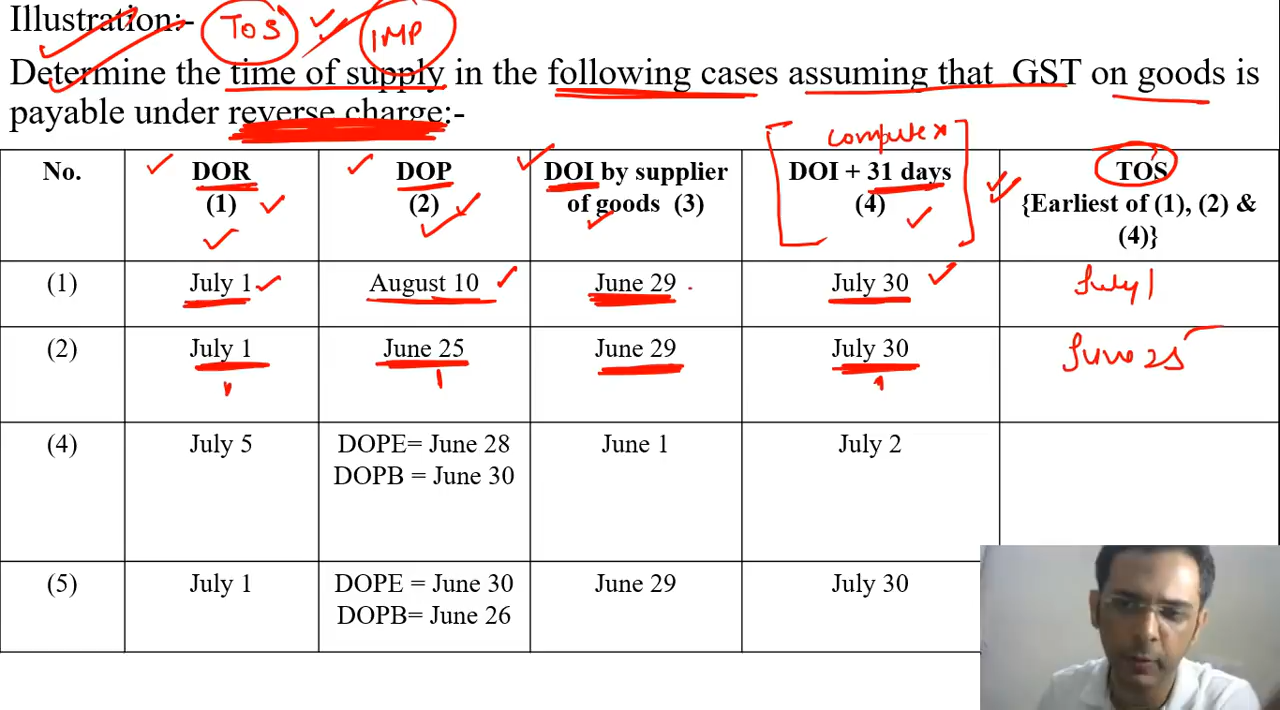 Illustration:-
TOS
IMP
Determine the time of supply in the following cases assuming that GST on goods is
payable under reverse charge:-
compute
No.
DOR
(1)
DOP
(2)
DOI by supplier
of goods (3)
DOI + 31 days
(4)
TOS
{Earliest of (1), (2) &
(4)}
(1)
July 1
August 10
June 29
July 30
July 1
(2)
July 1
June 25
June 29
July 30
June 25
(4)
July 5
DOPE= June 28
DOPB = June 30
June 1
July 2
(5)
July 1
DOPE = June 30
DOPB= June 26
June 29
July 30